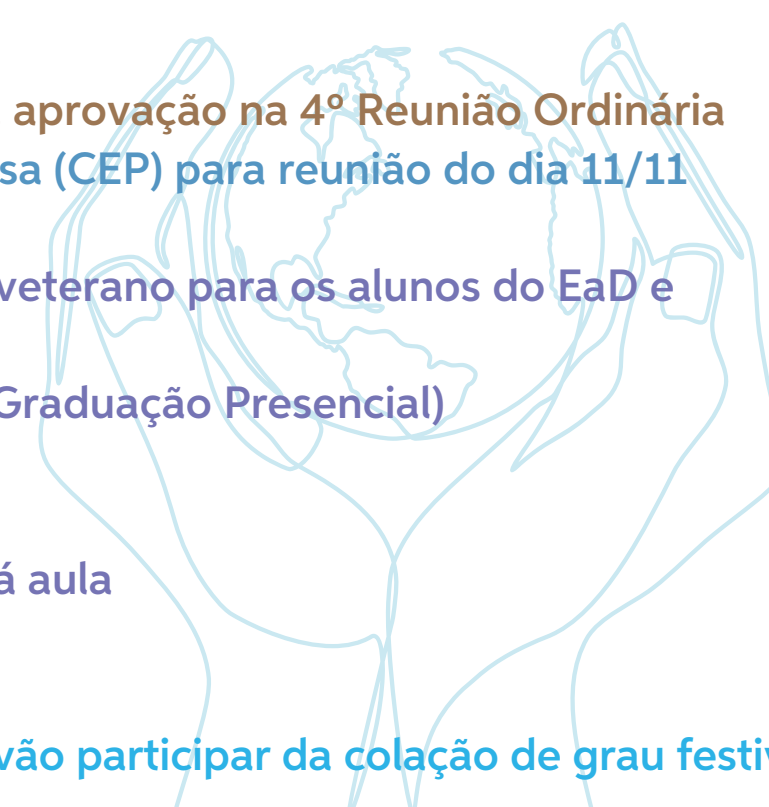 aprovação na 4º Reunião Ordinária
sa (CEP) para reunião do dia 11/11
veterano para os alunos do EaD e
Graduação Presencial)
á aula
vão participar da colação de grau festiv